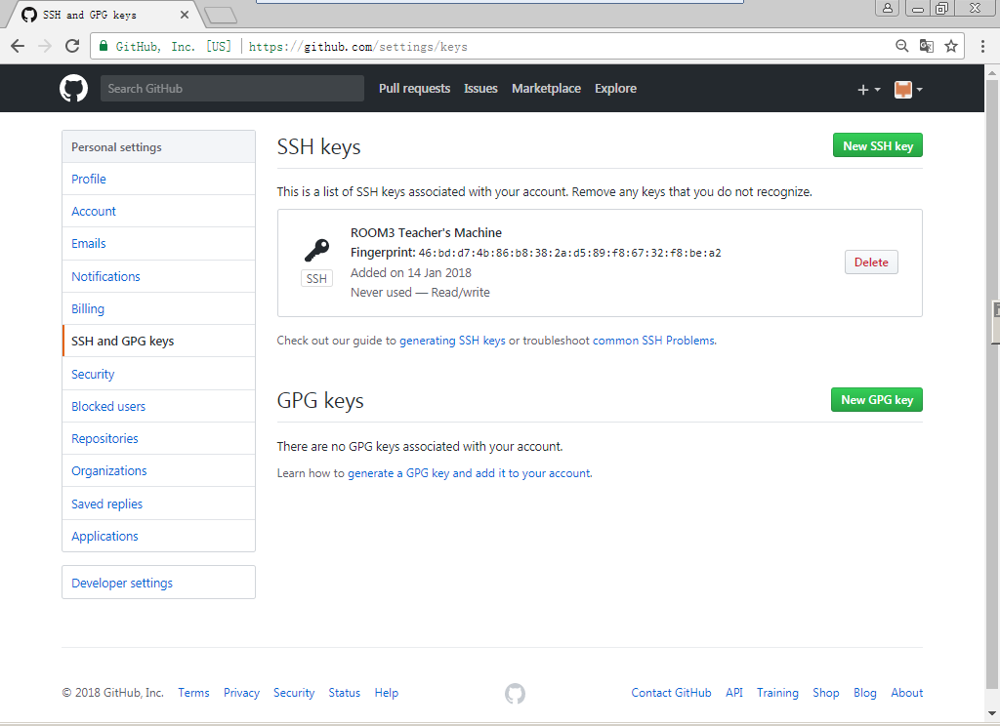 SSH and GPG keys
GitHub, Inc. [US] | https://github.com/settings/keys
Search GitHub
Pull requests Issues Marketplace Explore
Personal settings
Profile
Account
Emails
Notifications
Billing
SSH and GPG keys
Security
Blocked users
Repositories
Organizations
Saved replies
Applications
Developer settings
SSH keys
New SSH key
This is a list of SSH keys associated with your account. Remove any keys that you do not recognize.
SSH
ROOM3 Teacher's Machine
Fingerprint: 46:bd:d7:4b:86:b8:38:2a:d5:89:f8:67:32:f8:be:a2
Added on 14 Jan 2018
Never used — Read/write
Delete
Check out our guide to generating SSH keys or troubleshoot common SSH Problems.
GPG keys
New GPG key
There are no GPG keys associated with your account.
Learn how to generate a GPG key and add it to your account.
© 2018 GitHub, Inc. Terms Privacy Security Status Help
Contact GitHub API Training Shop Blog About